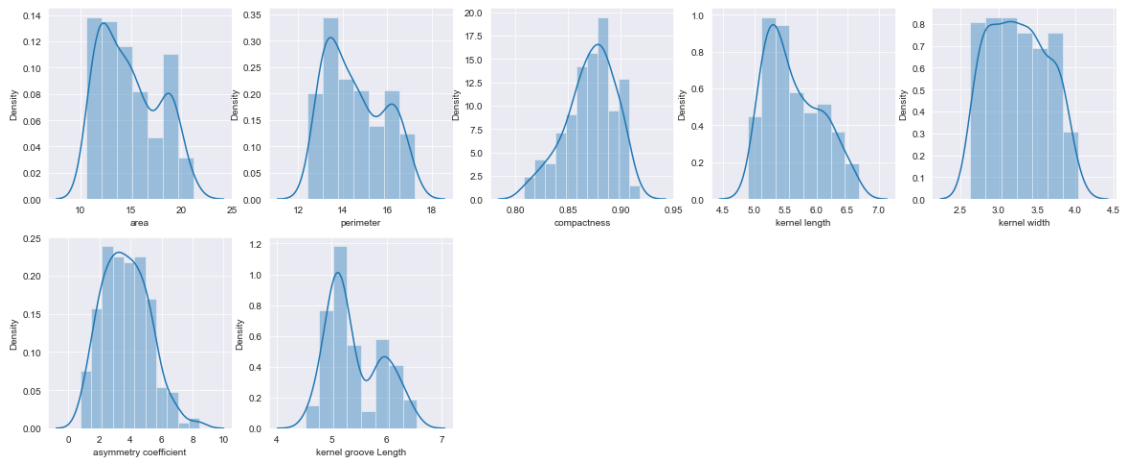 Density
0.14
0.12
0.10
0.08
0.06
0.04
0.02
0.00
10 15 20 25
area
Density
0.35
0.30
0.25
0.20
0.15
0.10
0.05
0.00
12 14 16 18
perimeter
Density
20.0
17.5
15.0
12.5
10.0
7.5
5.0
2.5
0.0
0.80 0.85 0.90 0.95
compactness
Density
1.0
0.8
0.6
0.4
0.2
0.0
4.5 5.0 5.5 6.0 6.5 7.0
kernel length
Density
0.8
0.7
0.6
0.5
0.4
0.3
0.2
0.1
0.0
2.5 3.0 3.5 4.0 4.5
kernel width
Density
0.25
0.20
0.15
0.10
0.05
0.00
0 2 4 6 8 10
asymmetry coefficient
Density
1.2
1.0
0.8
0.6
0.4
0.2
0.0
4 5 6 7
kernel groove Length